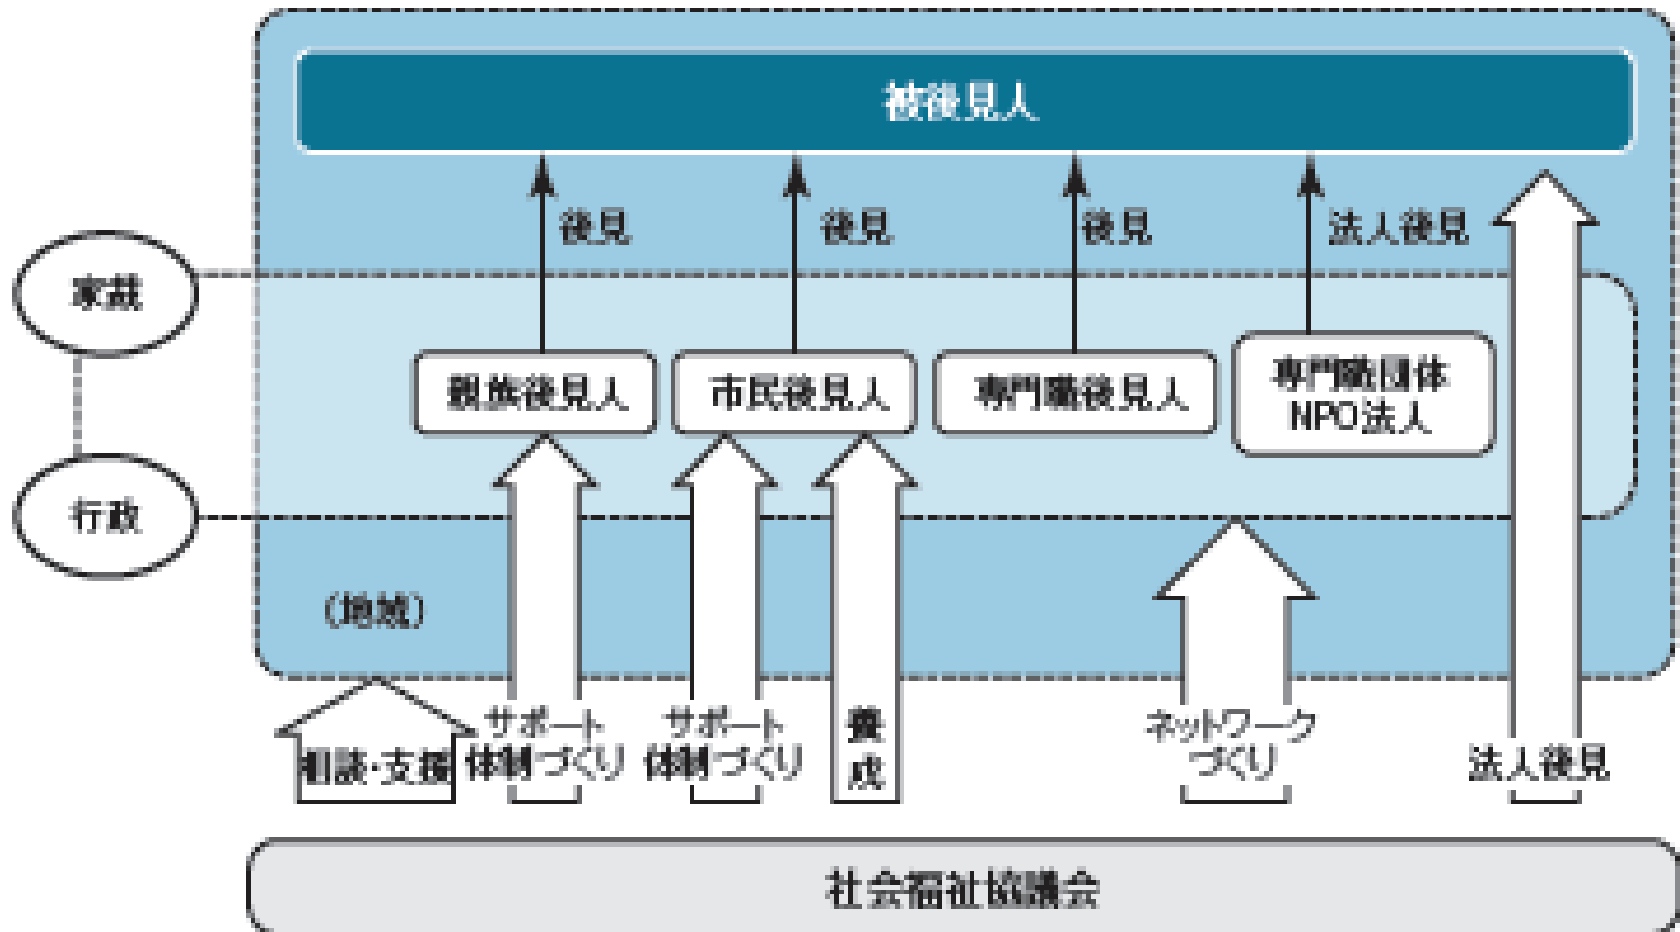 被後見人
後見
後見
後見
法人後見
家裁
親族後見人
市民後見人
専門職後見人
専門職団体
NPO法人
行政
(地域)
相談・支援
サポート
体制づくり
サポート
体制づくり
養成
ネットワーク
づくり
法人後見
社会福祉協議会